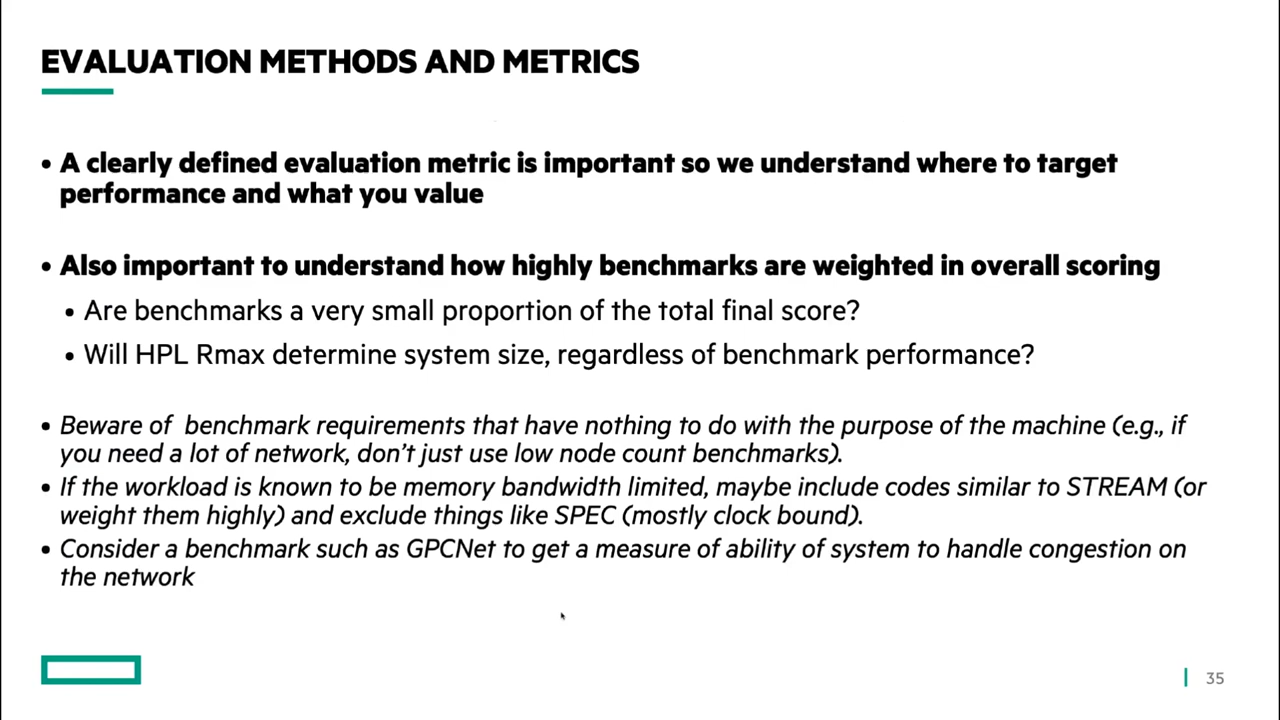 EVALUATION METHODS AND METRICS
• A clearly defined evaluation metric is important so we understand where to target
performance and what you value
• Also important to understand how highly benchmarks are weighted in overall scoring
• Are benchmarks a very small proportion of the total final score?
• Will HPL Rmax determine system size, regardless of benchmark performance?
• Beware of  benchmark requirements that have nothing to do with the purpose of the machine (e.g., if
you need a lot of network, don't just use low node count benchmarks).
• If the workload is known to be memory bandwidth limited, maybe include codes similar to STREAM (or
weight them highly) and exclude things like SPEC (mostly clock bound).
• Consider a benchmark such as GPCNet to get a measure of ability of system to handle congestion on
the network
35